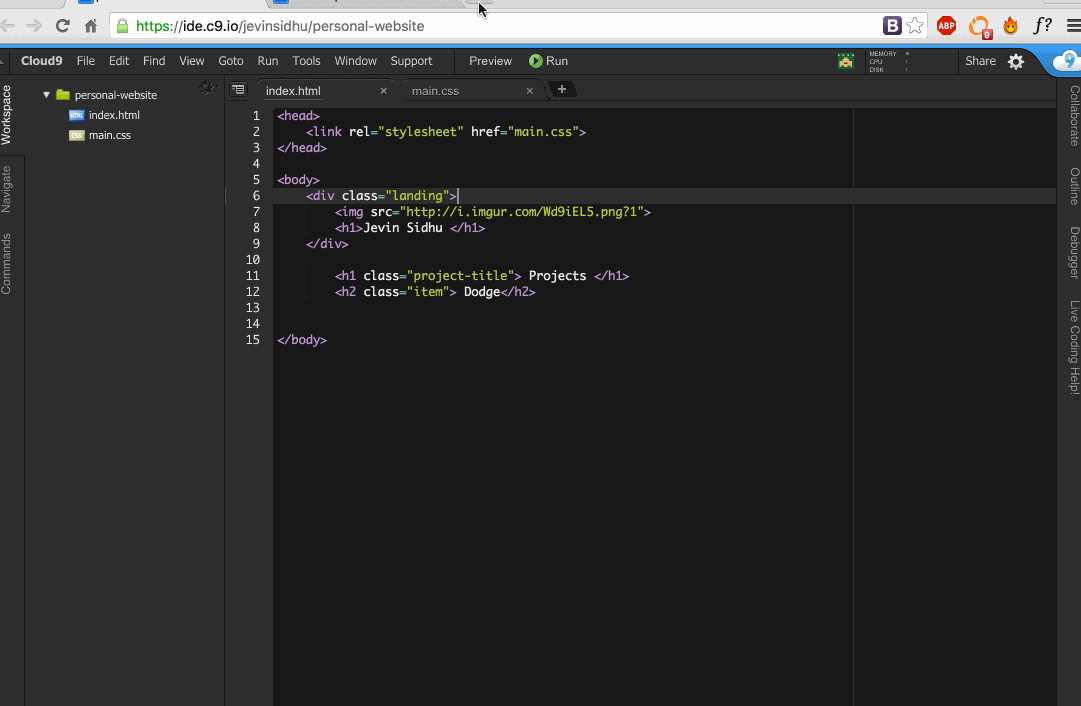 https://ide.c9.io/jevinsidhu/personal-website
B
ABP
9
f?
Cloud9 File Edit Find View Goto Run Tools Window Support Preview Run
MEMORY
CPU
DISK
Share
9
Workspace
Navigate
Commands
personal-website
HTML index.html
CSS main.css
index.html × main.css × +
1 <head>
2 <link rel="stylesheet" href="main.css">
3 </head>
4
5 <body>
6 <div class="landing">
7 <img src="http://i.imgur.com/Wd9iEL5.png?1">
8 <h1>Jevin Sidhu </h1>
9 </div>
10
11 <h1 class="project-title"> Projects </h1>
12 <h2 class="item"> Dodge</h2>
13
14
15 </body>
Collaborate
Outline
Debugger
Live Coding Help!